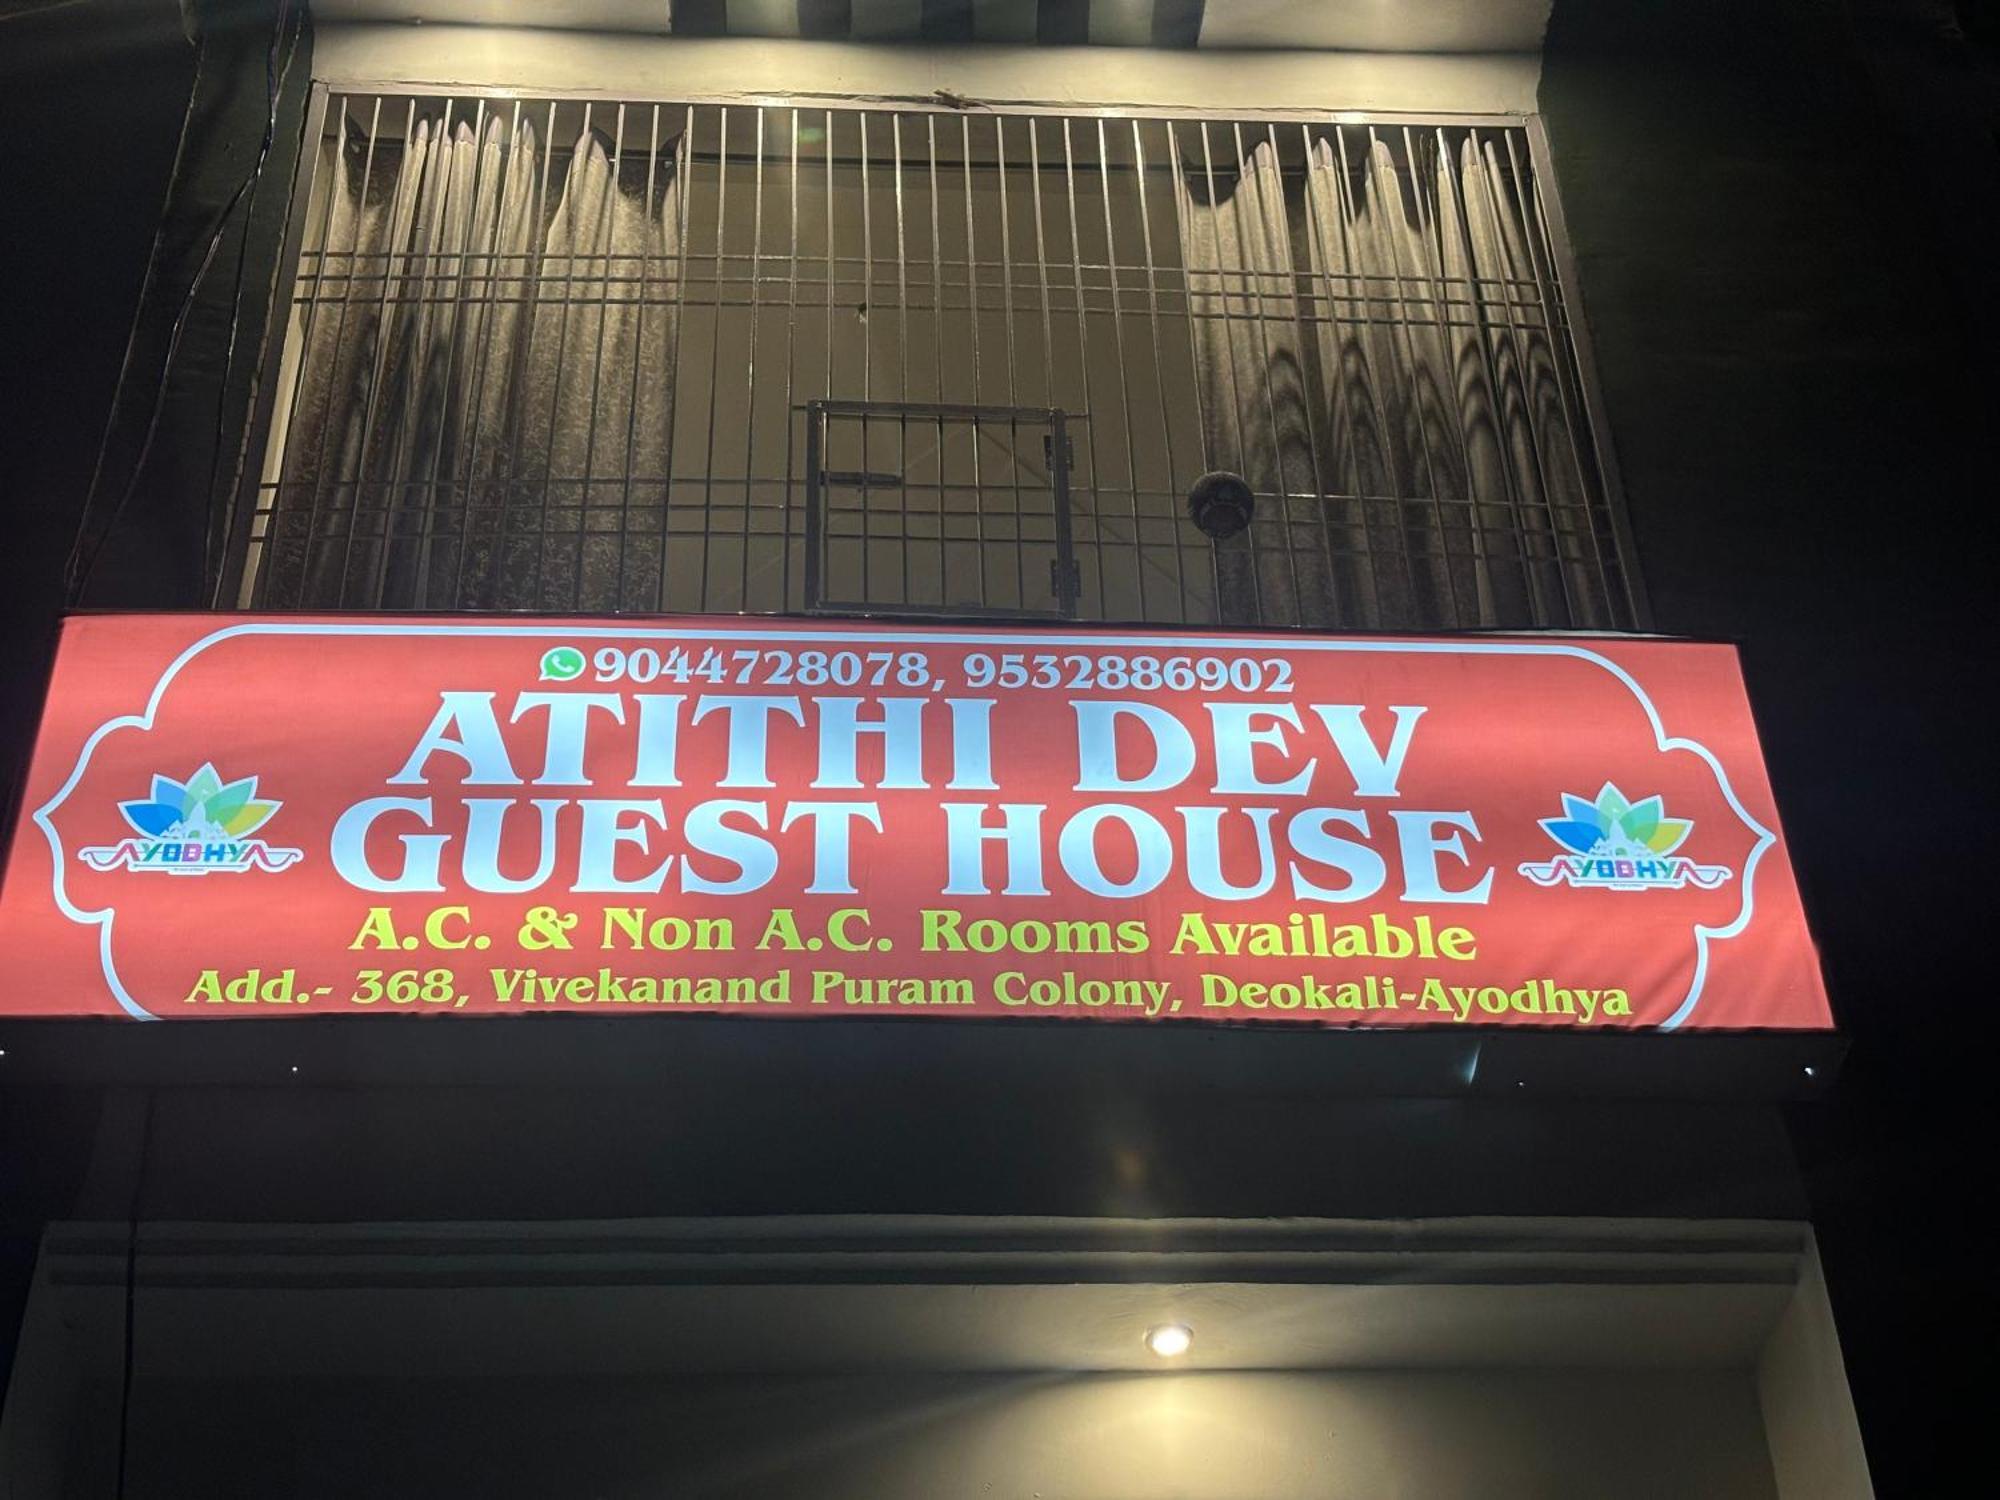 9044728078, 9532886902
ATITHI DEV
GUEST HOUSE
AYODHYA
AYODHYA
A.C. & Non A.C. Rooms Available
Add.- 368, Vivekanand Puram Colony, Deokali-Ayodhya